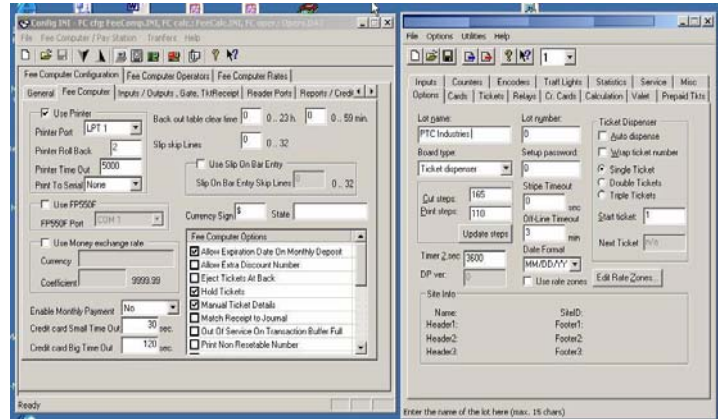 Config INI - FC cfg: FeeComp.INI, FC calc.: FeeCalc.INI, FC oper.: Opers.DAT
File Fee Computer / Pay Station Tranfers Help
Fee Computer Configuration Fee Computer Operators Fee Computer Rates
General Fee Computer Inputs / Outputs , Gate, TktReceipt Reader Ports Reports / Credit
Use Printer
Printer Port LPT 1
Printer Roll Back 2
Printer Time Out 5000
Print To Serial None
Back out table clear time 0 0 .. 23 h. 0 0 .. 59 min.
Slip skip Lines 0 0 .. 32
Use Slip On Bar Entry
Slip On Bar Entry Skip Lines 0 0 .. 32
Use FP550F
FP550F Port COM 1
Currency Sign $ State
Use Money exchange rate
Currency
Coefficient 9999.99
Enable Monthly Payment No
Credit card Small Time Out 30 sec.
Credit card Big Time Out 120 sec.
Fee Computer Options
Allow Expiration Date On Monthly Deposit
Allow Extra Discount Number
Eject Tickets At Back
Hold Tickets
Manual Ticket Details
Match Receipt to Journal
Out Of Service On Transaction Buffer Full
Print Non Resetable Number
Ready
File Options Utilities Help
1
Inputs Counters Encoders Traff.Lights Statistics Service Misc
Options Cards Tickets Relays Cr. Cards Calculation Valet Prepaid Tkts
Lot name:
PTC Industries
Board type:
Ticket dispenser
Cut steps: 165
Print steps: 110
Update steps
Timer 2,sec 3600
DP ver: 0
Lot number:
0
Setup password:
0
Stripe Timeout
0 sec
Off-Line Timeout
3 min
Date Format
MM/DD/YY
Use rate zones
Ticket Dispenser
Auto dispense
Wrap ticket number
Single Ticket
Double Tickets
Triple Tickets
Start ticket: 1
Next Ticket n/a
Edit Rate Zones...
Site Info
Name: SiteID:
Header1: Footer1:
Header2: Footer2:
Header3: Footer3:
Enter the name of the lot here (max. 15 chars)